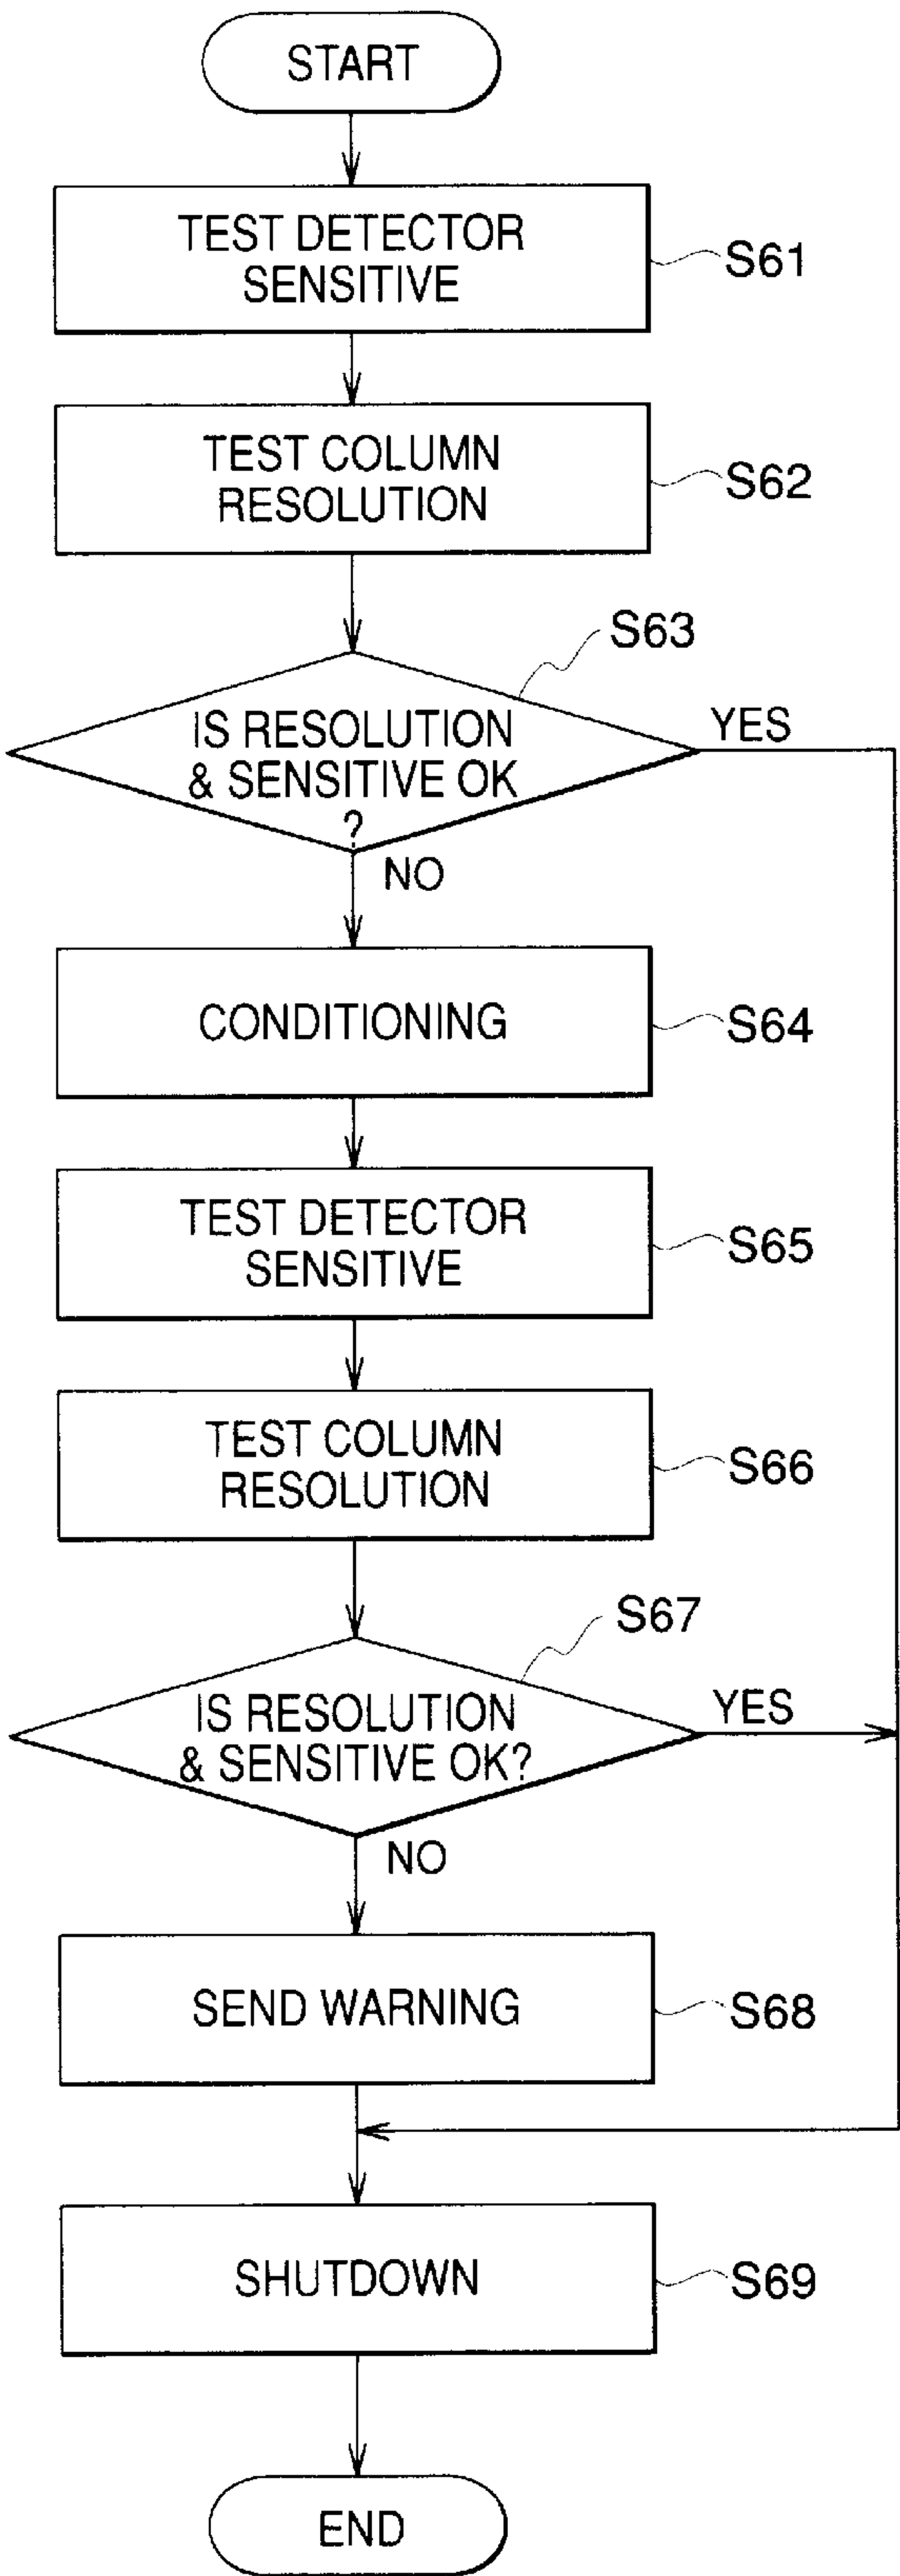 START
TEST DETECTOR
SENSITIVE
S61
TEST COLUMN
RESOLUTION
S62
S63
IS RESOLUTION
& SENSITIVE OK
?
YES
NO
CONDITIONING
S64
TEST DETECTOR
SENSITIVE
S65
TEST COLUMN
RESOLUTION
S66
S67
IS RESOLUTION
& SENSITIVE OK?
YES
NO
SEND WARNING
S68
SHUTDOWN
S69
END